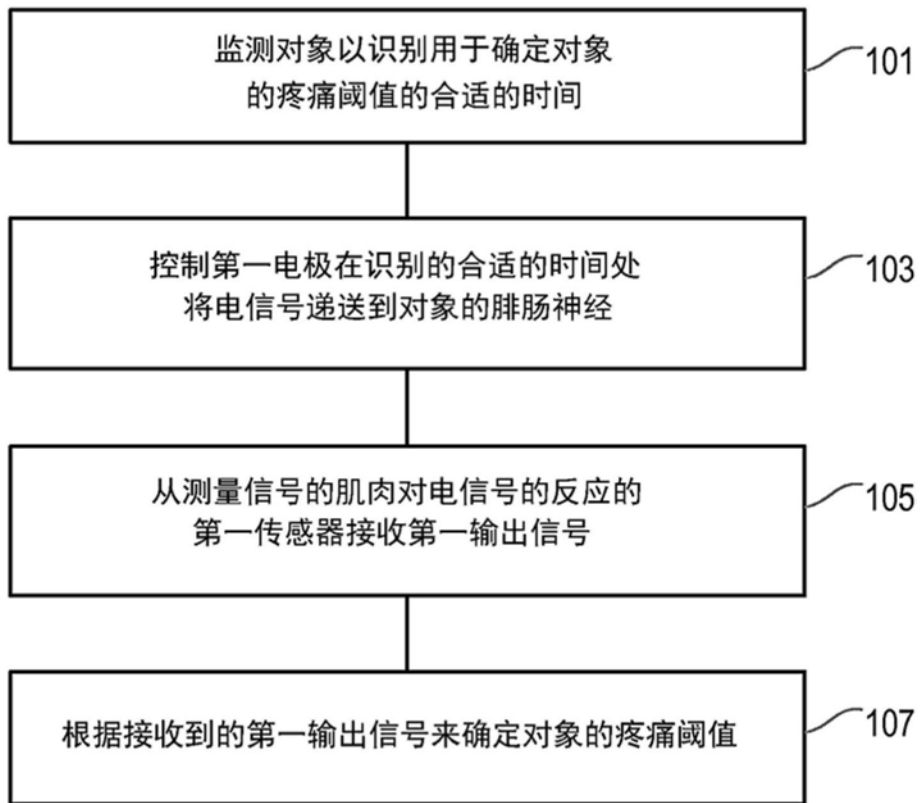 监测对象以识别用于确定对象
的疼痛阈值的合适的时间
101
控制第一电极在识别的合适的时间处
将电信号递送到对象的腓肠神经
103
从测量信号的肌肉对电信号的反应的
第一传感器接收第一输出信号
105
根据接收到的第一输出信号来确定对象的疼痛阈值
107